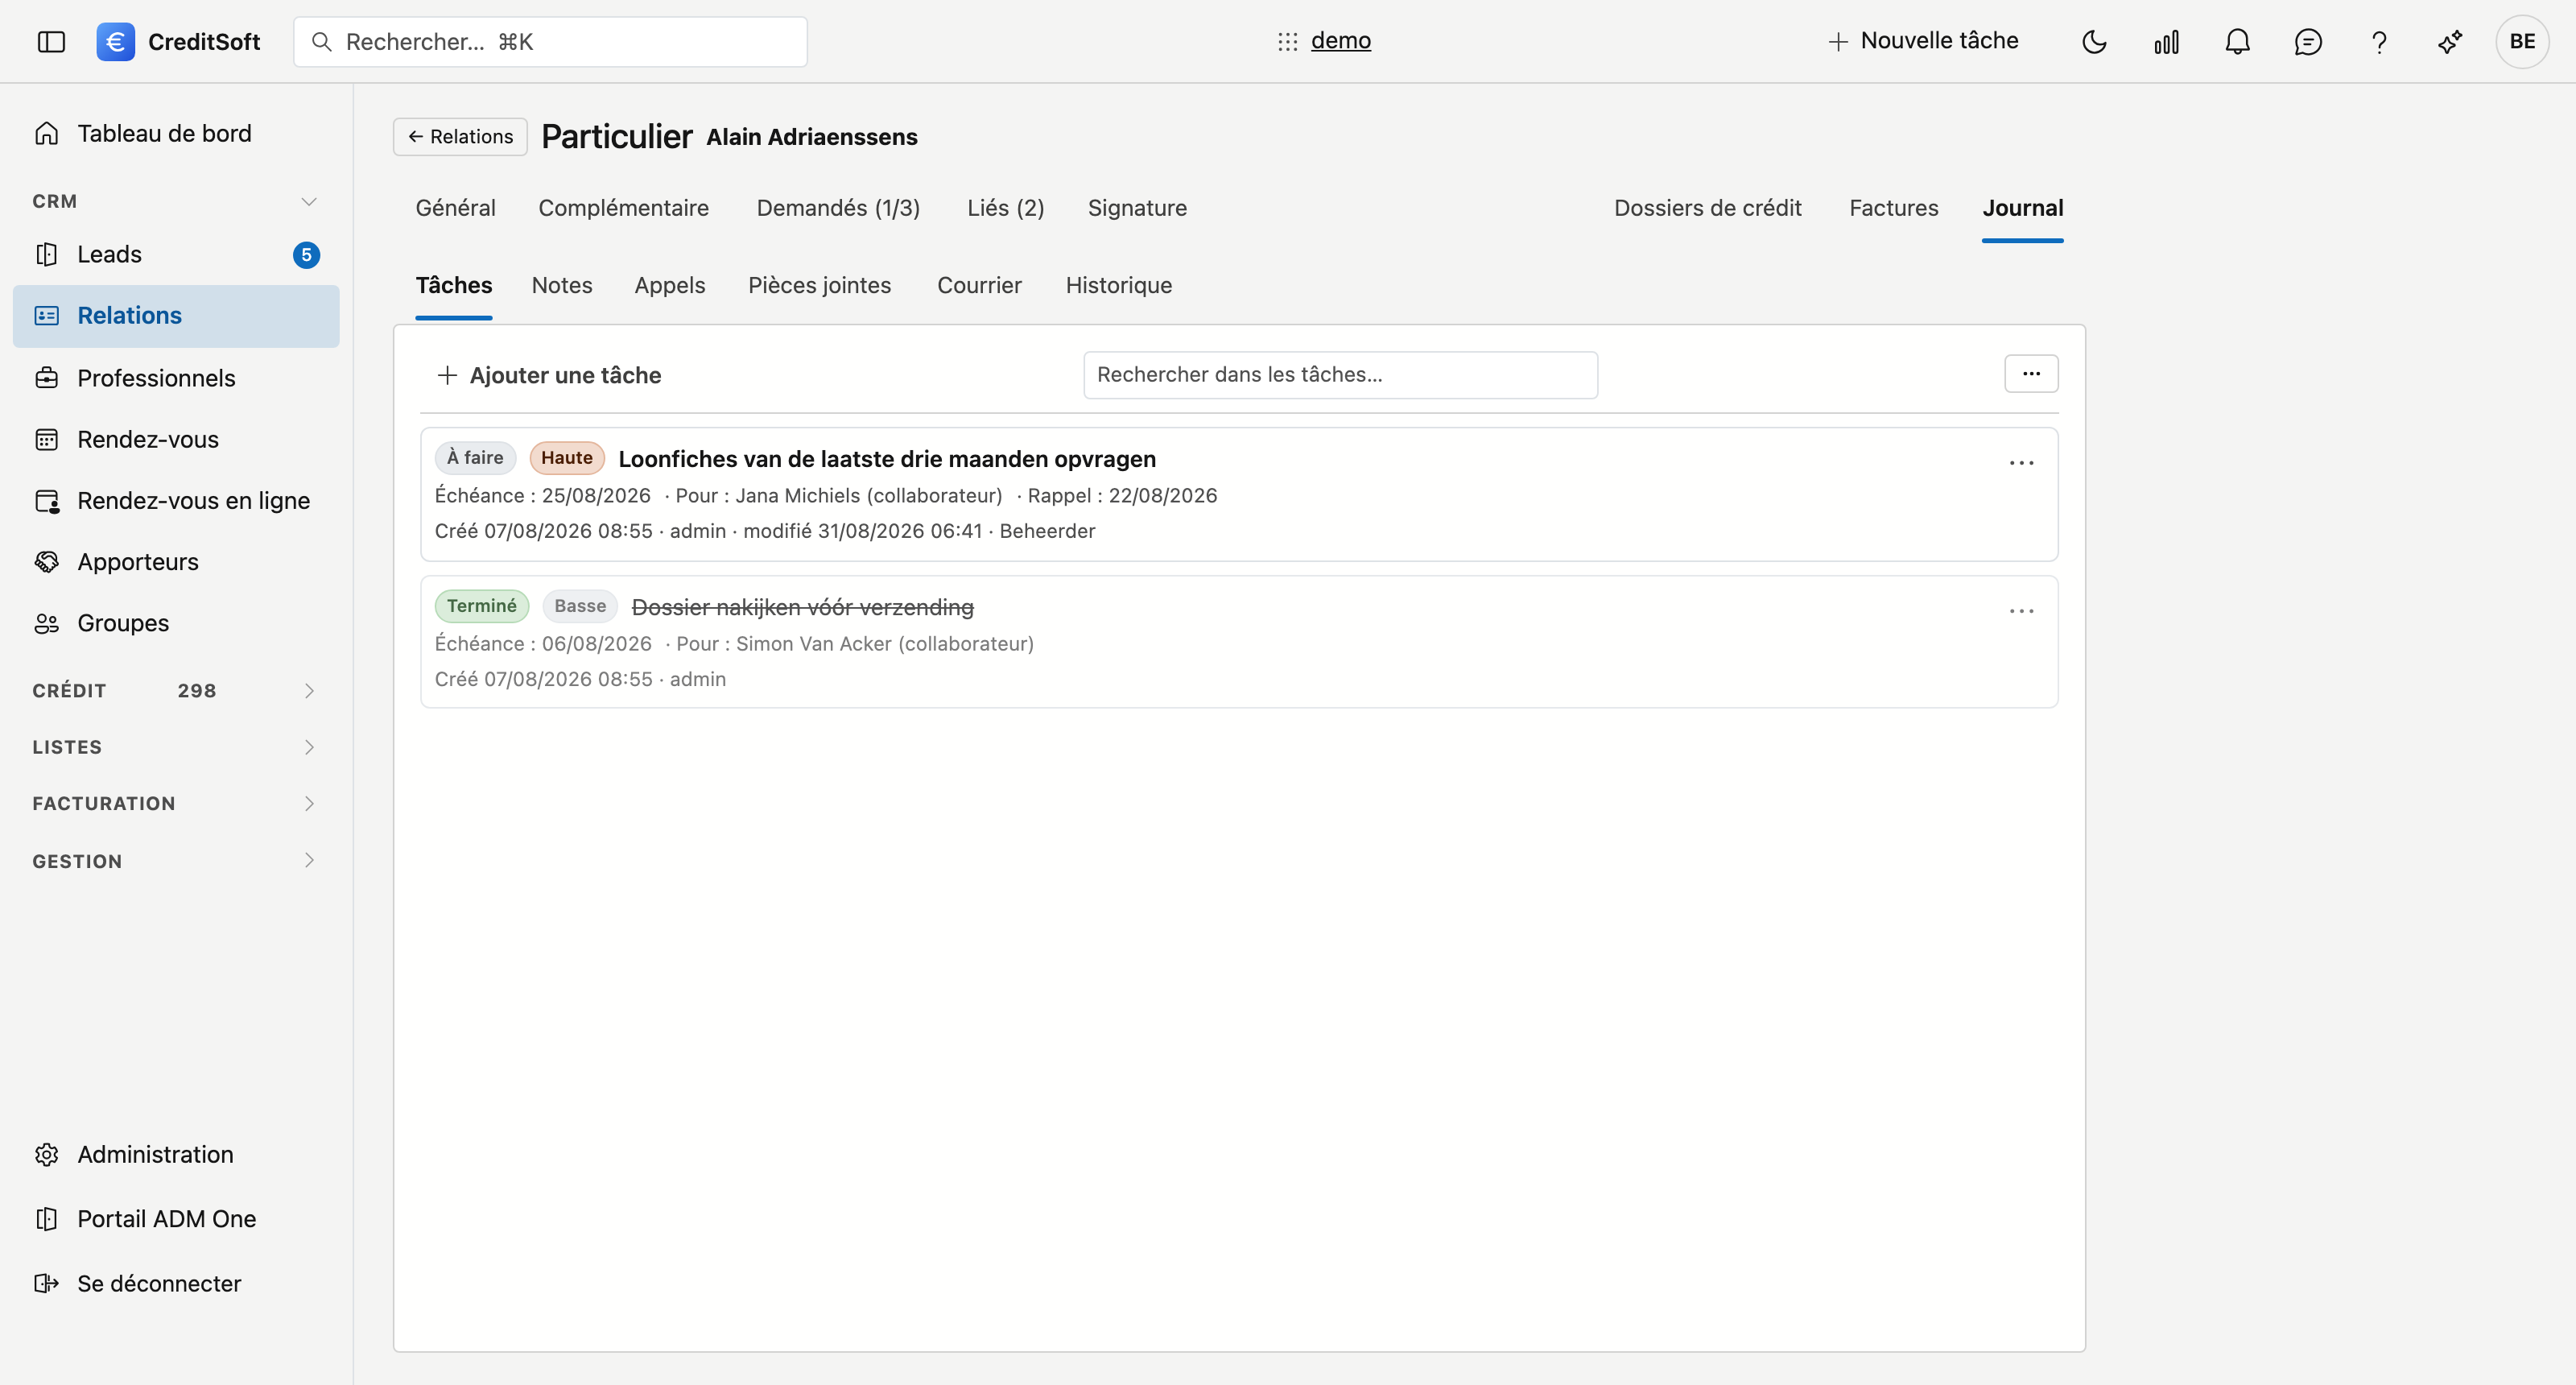 CreditSoft
Rechercher... ⌘K
demo
Nouvelle tâche
BE
Tableau de bord
CRM
Leads 5
Relations
Professionnels
Rendez-vous
Rendez-vous en ligne
Apporteurs
Groupes
CRÉDIT 298
LISTES
FACTURATION
GESTION
Administration
Portail ADM One
Se déconnecter
← Relations Particulier Alain Adriaenssens
Général Complémentaire Demandés (1/3) Liés (2) Signature Dossiers de crédit Factures Journal
Tâches Notes Appels Pièces jointes Courrier Historique
+ Ajouter une tâche Rechercher dans les tâches... ...
À faire Haute Loonfiches van de laatste drie maanden opvragen
Échéance : 25/08/2026 · Pour : Jana Michiels (collaborateur) · Rappel : 22/08/2026
Créé 07/08/2026 08:55 · admin · modifié 31/08/2026 06:41 · Beheerder
Terminé Basse Dossier nakijken vóór verzending
Échéance : 06/08/2026 · Pour : Simon Van Acker (collaborateur)
Créé 07/08/2026 08:55 · admin